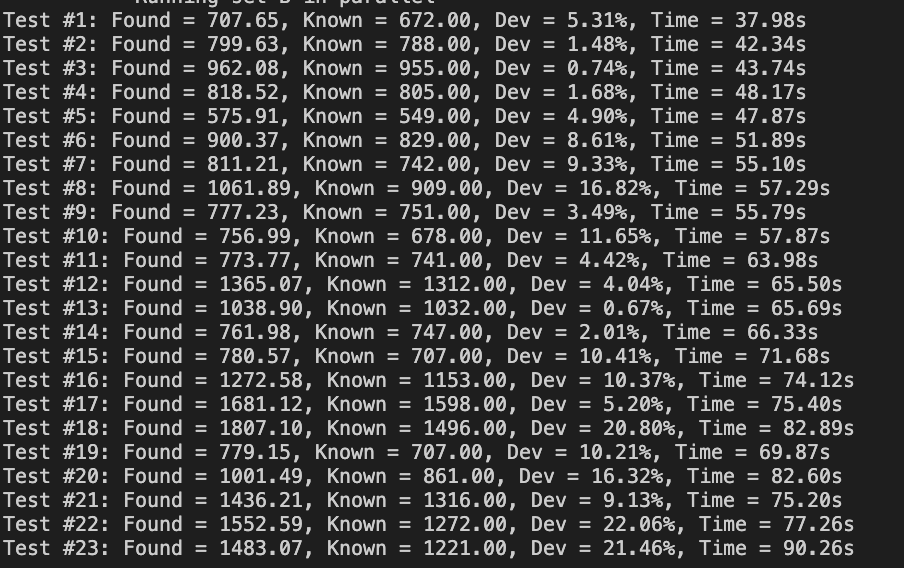 Running Set B in parallel
Test #1: Found = 707.65, Known = 672.00, Dev = 5.31%, Time = 37.98s
Test #2: Found = 799.63, Known = 788.00, Dev = 1.48%, Time = 42.34s
Test #3: Found = 962.08, Known = 955.00, Dev = 0.74%, Time = 43.74s
Test #4: Found = 818.52, Known = 805.00, Dev = 1.68%, Time = 48.17s
Test #5: Found = 575.91, Known = 549.00, Dev = 4.90%, Time = 47.87s
Test #6: Found = 900.37, Known = 829.00, Dev = 8.61%, Time = 51.89s
Test #7: Found = 811.21, Known = 742.00, Dev = 9.33%, Time = 55.10s
Test #8: Found = 1061.89, Known = 909.00, Dev = 16.82%, Time = 57.29s
Test #9: Found = 777.23, Known = 751.00, Dev = 3.49%, Time = 55.79s
Test #10: Found = 756.99, Known = 678.00, Dev = 11.65%, Time = 57.87s
Test #11: Found = 773.77, Known = 741.00, Dev = 4.42%, Time = 63.98s
Test #12: Found = 1365.07, Known = 1312.00, Dev = 4.04%, Time = 65.50s
Test #13: Found = 1038.90, Known = 1032.00, Dev = 0.67%, Time = 65.69s
Test #14: Found = 761.98, Known = 747.00, Dev = 2.01%, Time = 66.33s
Test #15: Found = 780.57, Known = 707.00, Dev = 10.41%, Time = 71.68s
Test #16: Found = 1272.58, Known = 1153.00, Dev = 10.37%, Time = 74.12s
Test #17: Found = 1681.12, Known = 1598.00, Dev = 5.20%, Time = 75.40s
Test #18: Found = 1807.10, Known = 1496.00, Dev = 20.80%, Time = 82.89s
Test #19: Found = 779.15, Known = 707.00, Dev = 10.21%, Time = 69.87s
Test #20: Found = 1001.49, Known = 861.00, Dev = 16.32%, Time = 82.60s
Test #21: Found = 1436.21, Known = 1316.00, Dev = 9.13%, Time = 75.20s
Test #22: Found = 1552.59, Known = 1272.00, Dev = 22.06%, Time = 77.26s
Test #23: Found = 1483.07, Known = 1221.00, Dev = 21.46%, Time = 90.26s